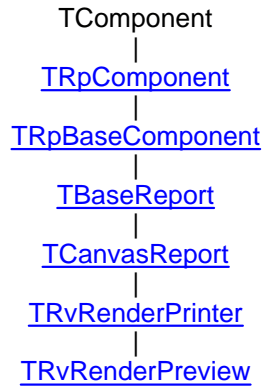 TComponent
TRpComponent
TRpBaseComponent
TBaseReport
TCanvasReport
TRvRenderPrinter
TRvRenderPreview